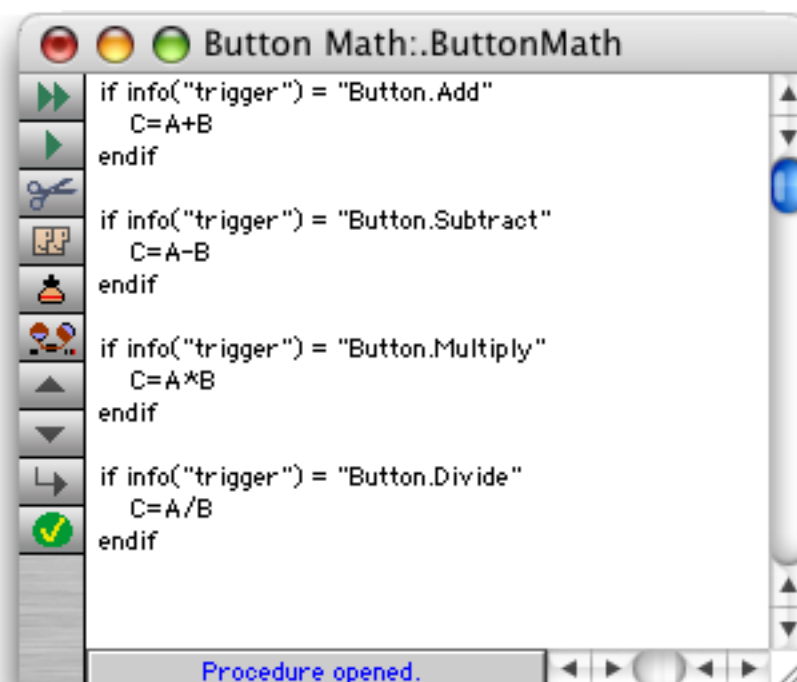 Button Math:.ButtonMath
if info("trigger") = "Button.Add"
C=A+B
endif
if info("trigger") = "Button.Subtract"
C=A-B
endif
if info("trigger") = "Button.Multiply"
C=A*B
endif
if info("trigger") = "Button.Divide"
C=A/B
endif
Procedure opened.